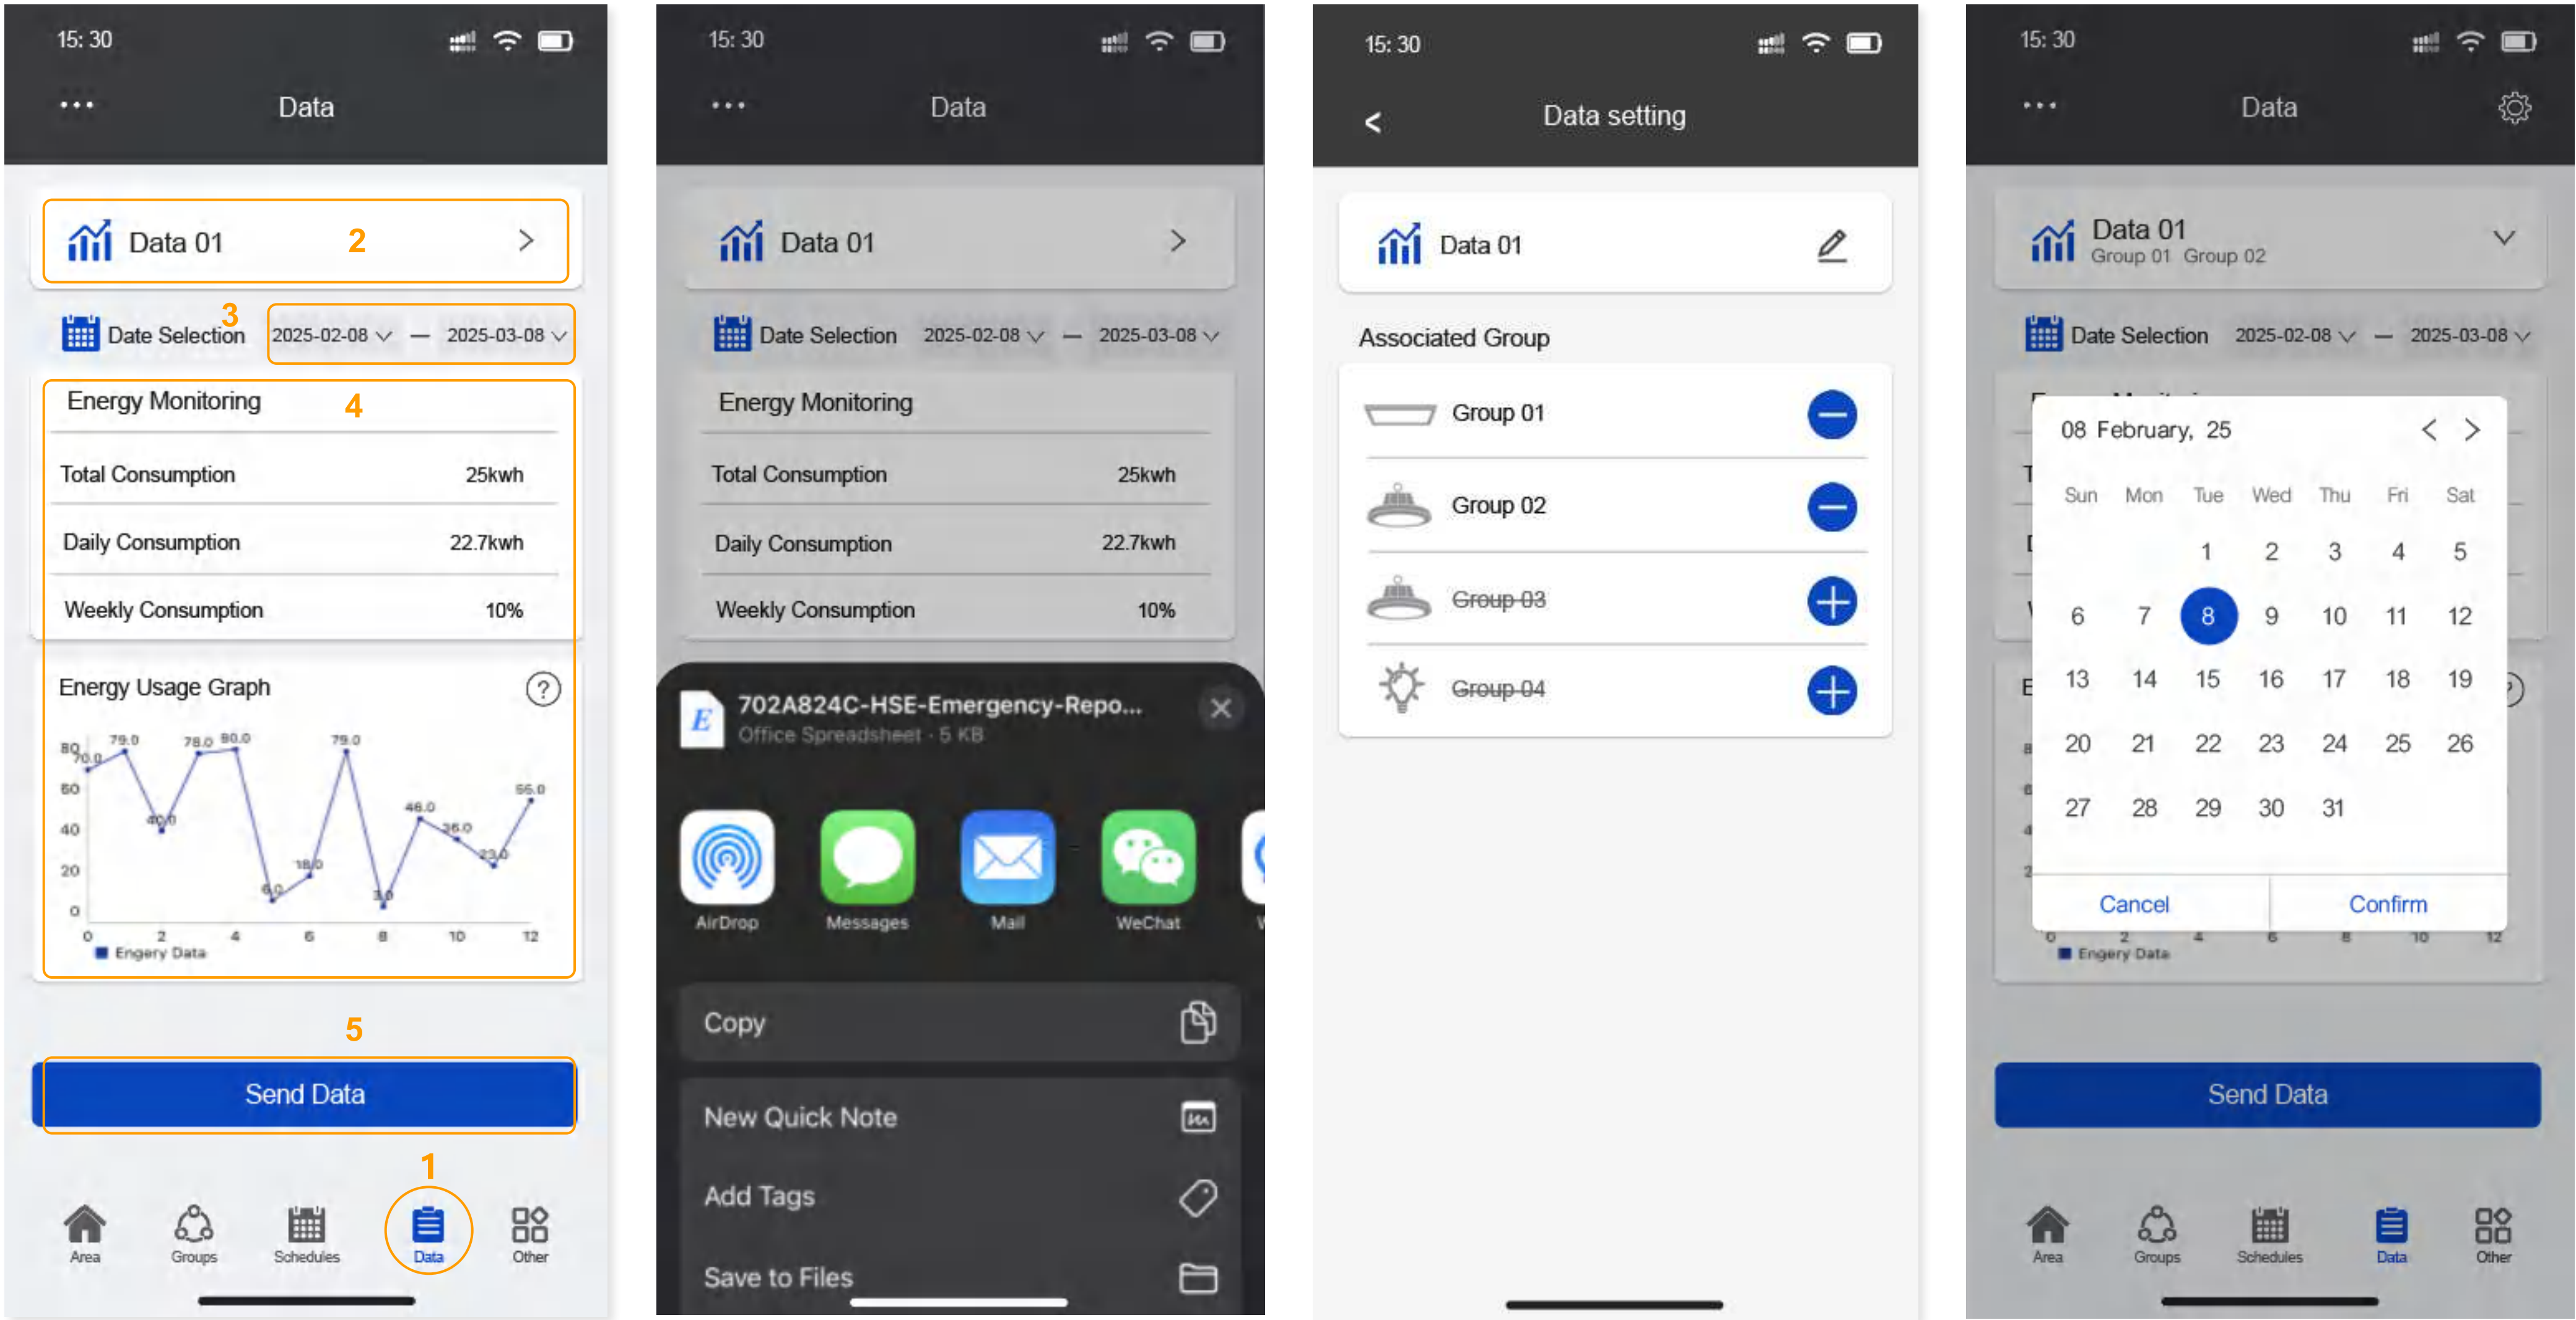 15: 30
Data
Data 01
2
3
Date Selection 2025-02-08 — 2025-03-08
Energy Monitoring
4
Total Consumption 25kwh
Daily Consumption 22.7kwh
Weekly Consumption 10%
Energy Usage Graph ?
80
60
40
20
0
70.0
79.0
40.0
78.0
80.0
6.0
18.0
79.0
3.0
46.0
36.0
23.0
55.0
0 2 4 6 8 10 12
Engery Data
5
Send Data
1
Area Groups Schedules Data Other
15: 30
Data
Data 01
Date Selection 2025-02-08 — 2025-03-08
Energy Monitoring
Total Consumption 25kwh
Daily Consumption 22.7kwh
Weekly Consumption 10%
702A824C-HSE-Emergency-Repo...
Office Spreadsheet · 5 KB
AirDrop Messages Mail WeChat
Copy
New Quick Note
Add Tags
Save to Files
15: 30
Data setting
Data 01
Associated Group
Group 01
Group 02
Group 03
Group 04
15: 30
Data
Data 01
Group 01 Group 02
Date Selection 2025-02-08 — 2025-03-08
08 February, 25
Sun Mon Tue Wed Thu Fri Sat
1 2 3 4 5
6 7 8 9 10 11 12
13 14 15 16 17 18 19
20 21 22 23 24 25 26
27 28 29 30 31
Cancel Confirm
0 2 4 6 8 10 12
Engery Data
Send Data
Area Groups Schedules Data Other